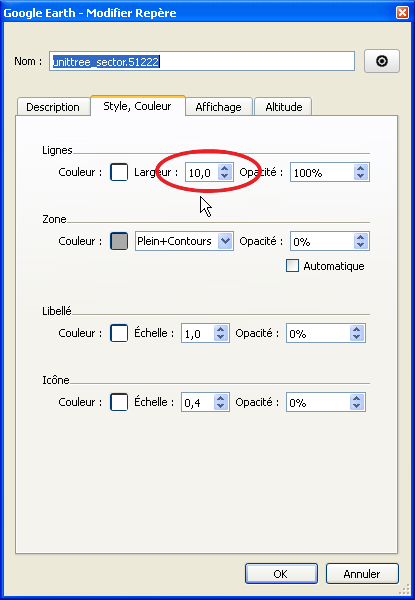 Google Earth - Modifier Repère
Nom : unittree_sector.51222
Description Style, Couleur Affichage Altitude
Lignes
Couleur : Largeur : 10,0 Opacité : 100%
Zone
Couleur : Plein+Contours Opacité : 0%
Automatique
Libellé
Couleur : Échelle : 1,0 Opacité : 0%
Icône
Couleur : Échelle : 0,4 Opacité : 0%
OK Annuler